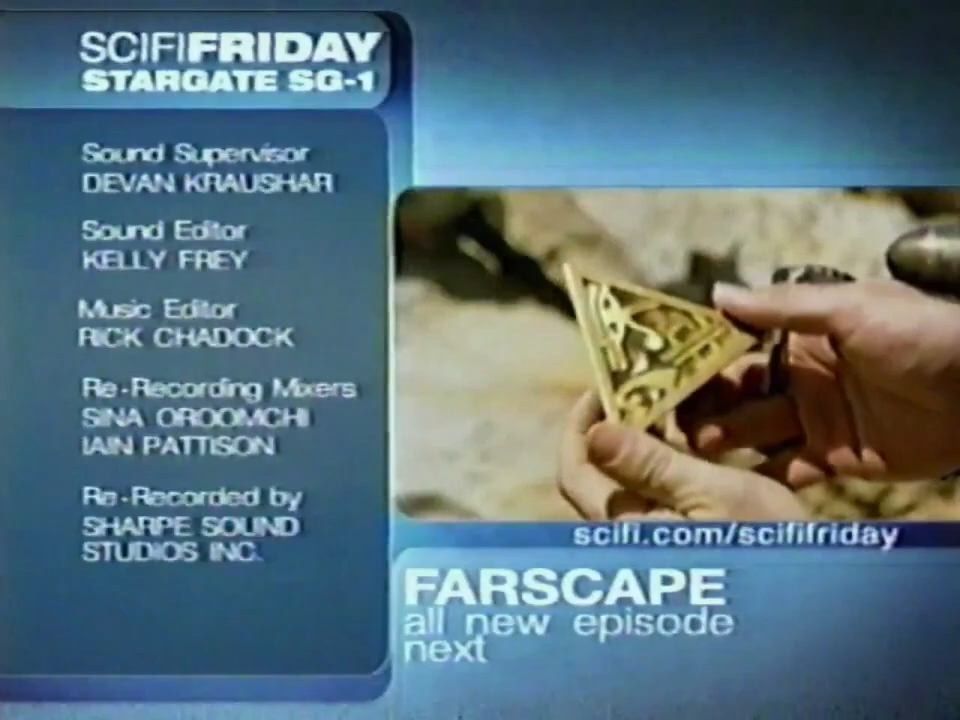 SCIFIFRIDAY
STARGATE SG-1
Sound Supervisor
DEVAN KRAUSHAR
Sound Editor
KELLY FREY
Music Editor
RICK CHADOCK
Re-Recording Mixers
SINA OROOMCHI
IAIN PATTISON
Re-Recorded by
SHARPE SOUND
STUDIOS INC.
scifi.com/scififriday
FARSCAPE
all new episode
next